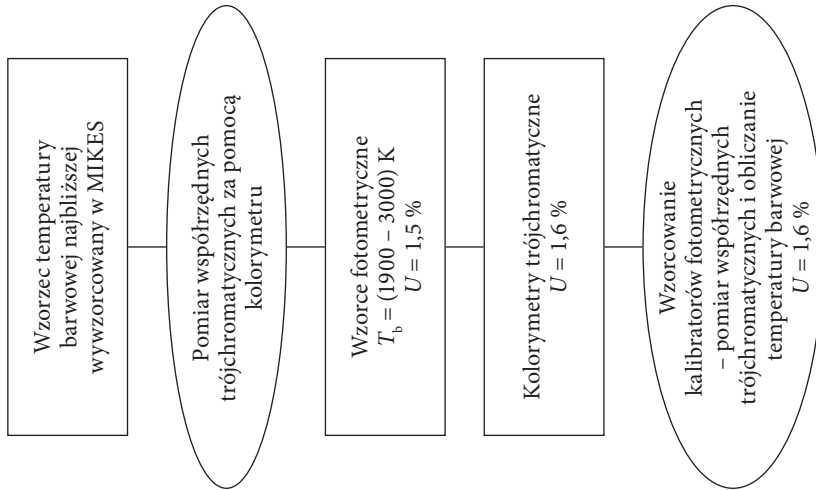 Wzorzec temperatury
barwowej najbliższej
wywzorcowany w MIKES
Pomiar współrzędnych
trójchromatycznych za pomocą
kolorymetru
Wzorce fotometryczne
T_b = (1900 – 3000) K
U = 1,5 %
Kolorymetry trójchromatyczne
U = 1,6 %
Wzorcowanie
kalibratorów fotometrycznych
– pomiar współrzędnych
trójchromatycznych i obliczanie
temperatury barwowej
U = 1,6 %